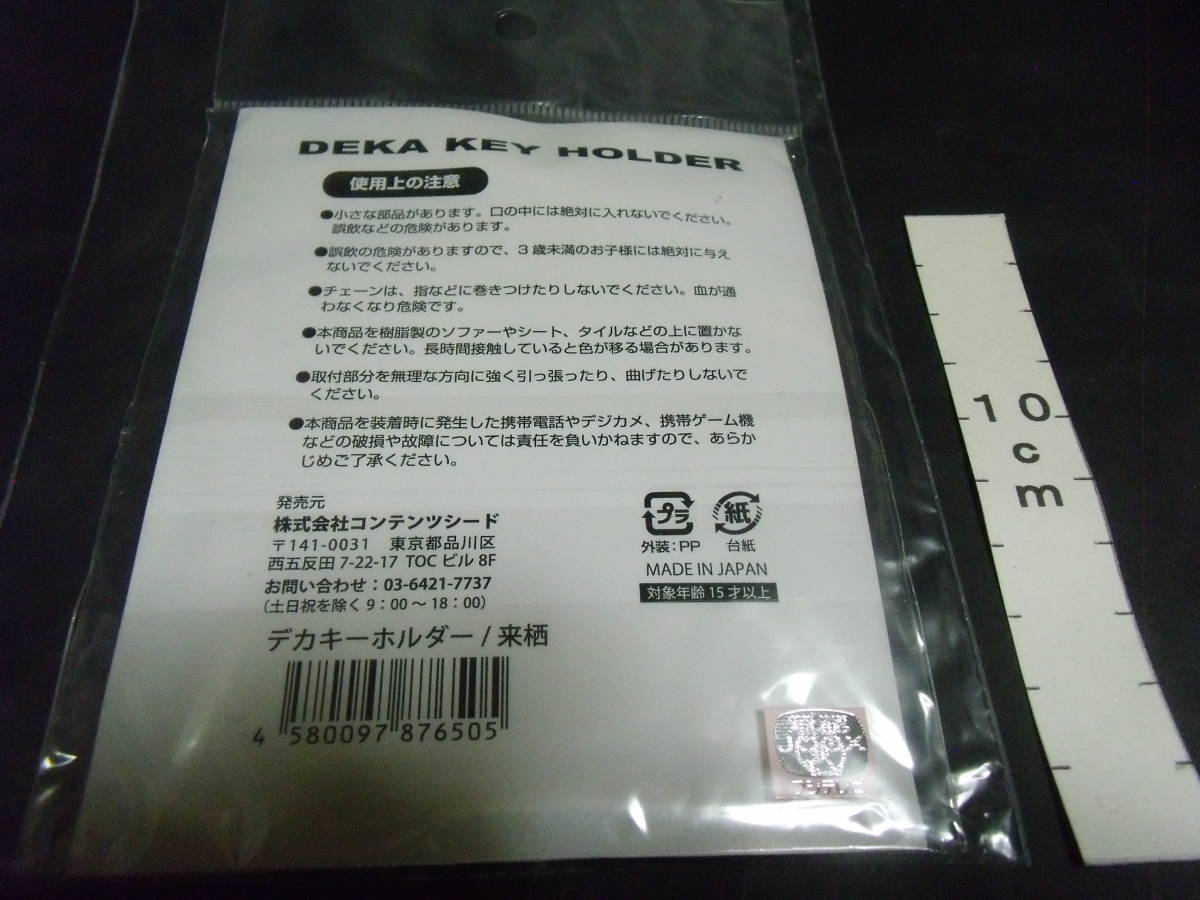 DEKA KEY HOLDER
使用上の注意
●小さな部品があります。口の中には絶対に入れないでください。
誤飲などの危険があります。
●誤飲の危険がありますので、3歳未満のお子様には絶対に与え
ないでください。
●チェーンは、指などに巻きつけたりしないでください。血が通
わなくなり危険です。
●本商品を樹脂製のソファーやシート、タイルなどの上に置かな
いでください。長時間接触していると色が移る場合があります。
●取付部分を無理な方向に強く引っ張ったり、曲げたりしないで
ください。
●本商品を装着時に発生した携帯電話やデジカメ、携帯ゲーム機
などの破損や故障については責任を負いかねますので、あらか
じめご了承ください。
発売元
株式会社コンテンツシード
〒141-0031 東京都品川区
西五反田 7-22-17 TOC ビル 8F
お問い合わせ：03-6421-7737
（土日祝を除く 9：00～18：00）
デカキーホルダー / 来栖
4 580097 876505
プラ
外装：PP
紙
台紙
MADE IN JAPAN
対象年齢 15 才以上
JOCX
フジテレビ
10
cm